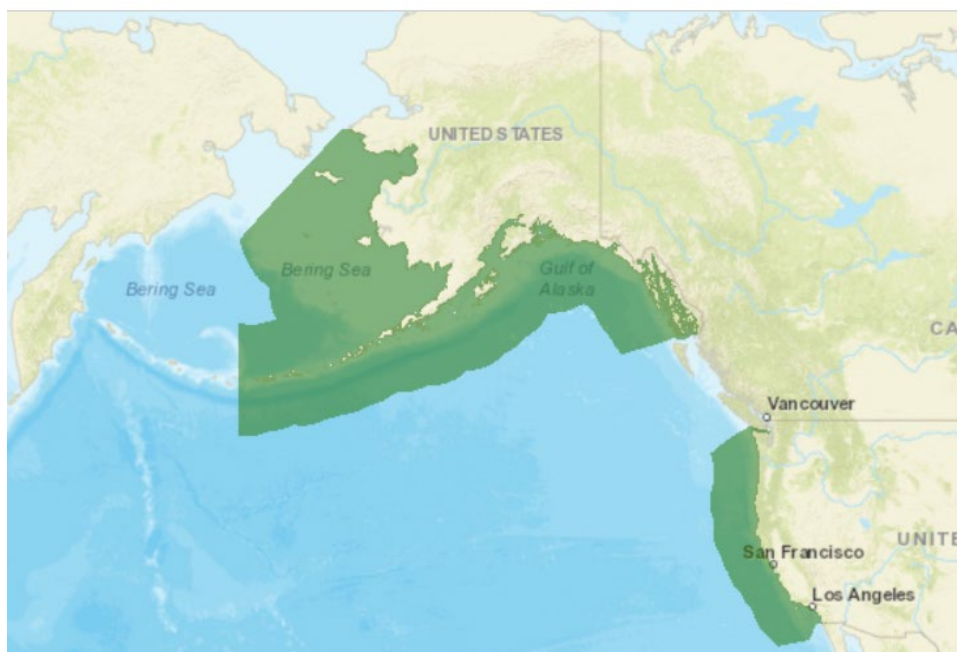 UNITED STATES
Bering Sea
Bering Sea
Gulf of
Alaska
CA
Vancouver
UNITE
San Francisco
Los Angeles